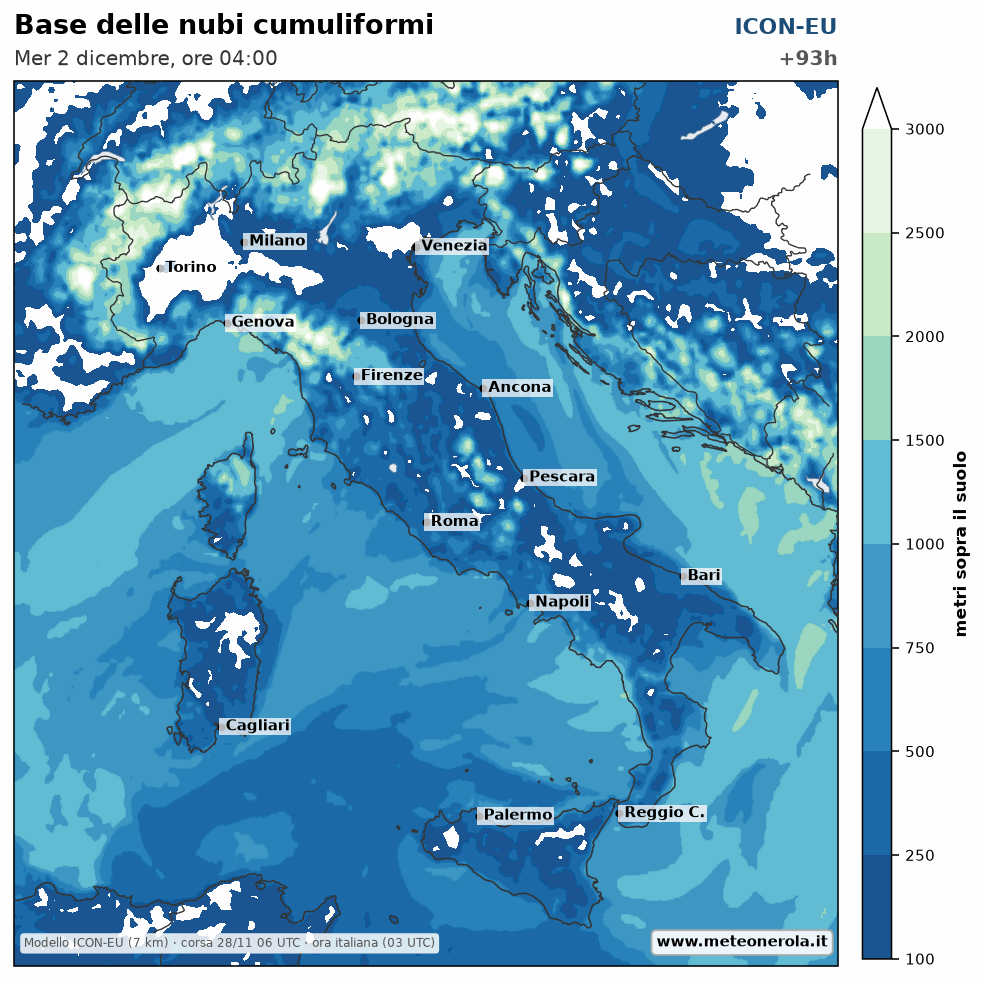 Base delle nubi cumuliformi
ICON-EU
Mer 2 dicembre, ore 04:00
+93h
3000
2500
2000
1500
1000
750
500
250
100
metri sopra il suolo
Milano
Venezia
Torino
Genova
Bologna
Firenze
Ancona
Pescara
Roma
Bari
Napoli
Cagliari
Palermo
Reggio C.
Modello ICON-EU (7 km) · corsa 28/11 06 UTC · ora italiana (03 UTC)
www.meteonerola.it